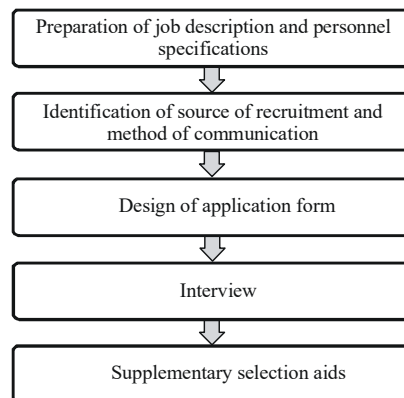 Preparation of job description and personnel
specifications
Identification of source of recruitment and
method of communication
Design of application form
Interview
Supplementary selection aids